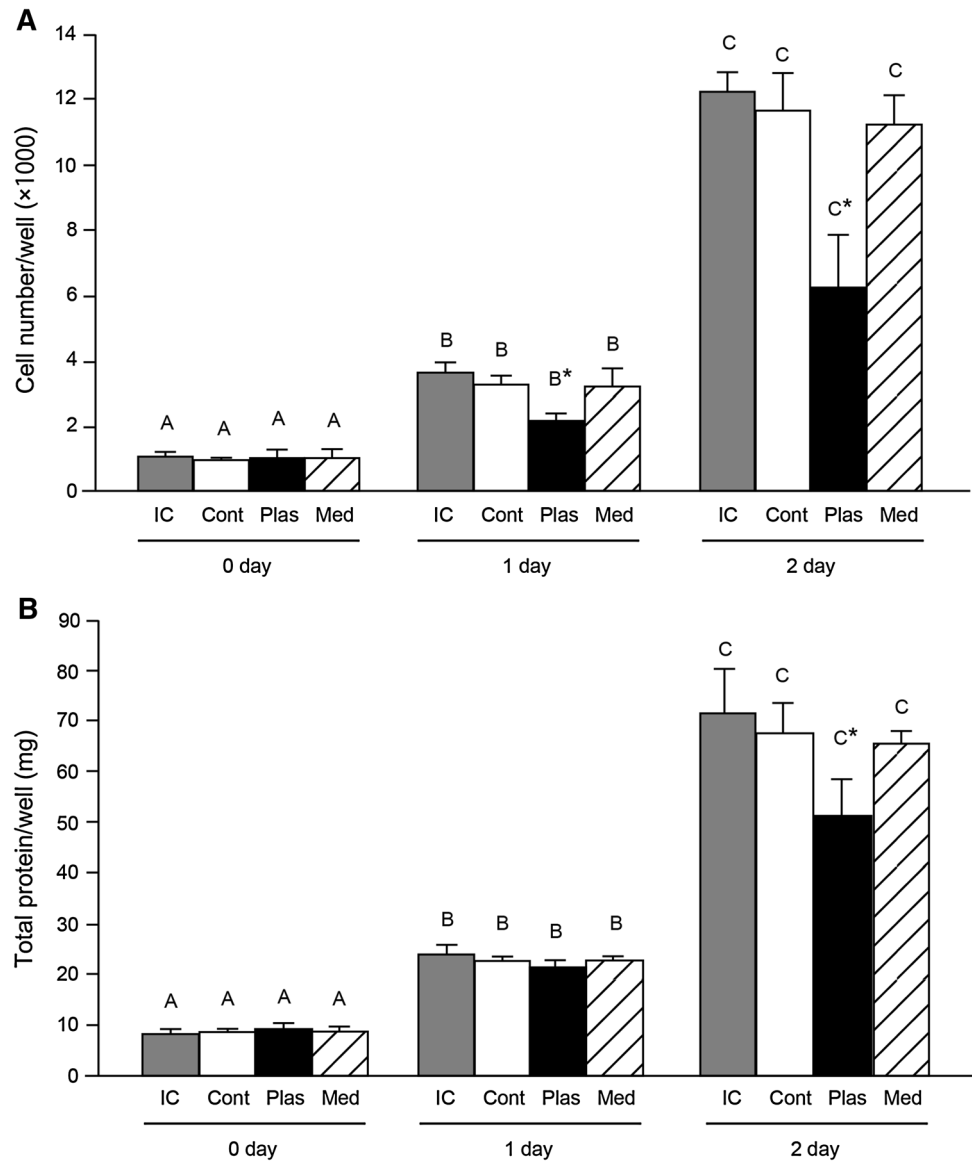 A
Cell number/well (×1000)
14
12
10
8
6
4
2
0
A A A A
B B B* B
C C C* C
IC Cont Plas Med IC Cont Plas Med IC Cont Plas Med
0 day 1 day 2 day
B
Total protein/well (mg)
90
80
70
60
50
40
30
20
10
0
A A A A
B B B B
C C C* C
IC Cont Plas Med IC Cont Plas Med IC Cont Plas Med
0 day 1 day 2 day